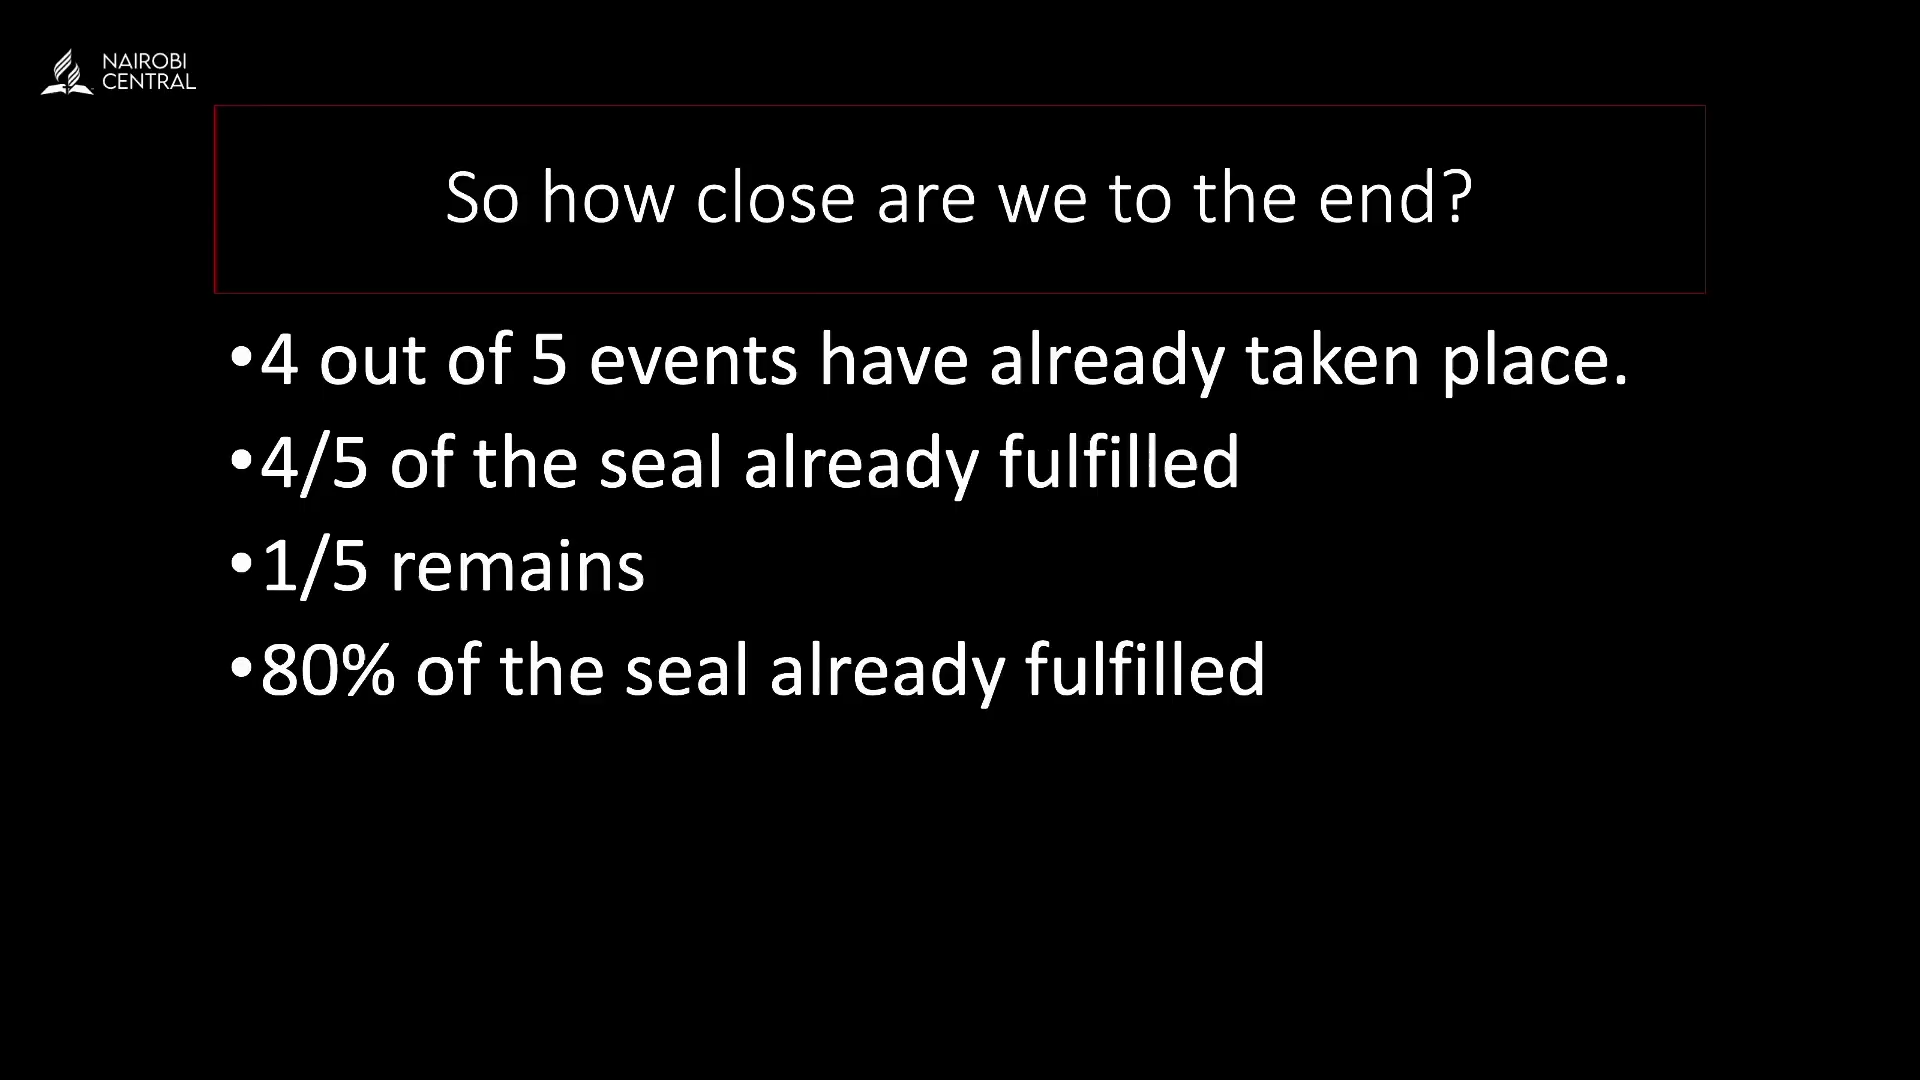 NAIROBI
CENTRAL
So how close are we to the end?
•4 out of 5 events have already taken place.
•4/5 of the seal already fulfilled
•1/5 remains
•80% of the seal already fulfilled